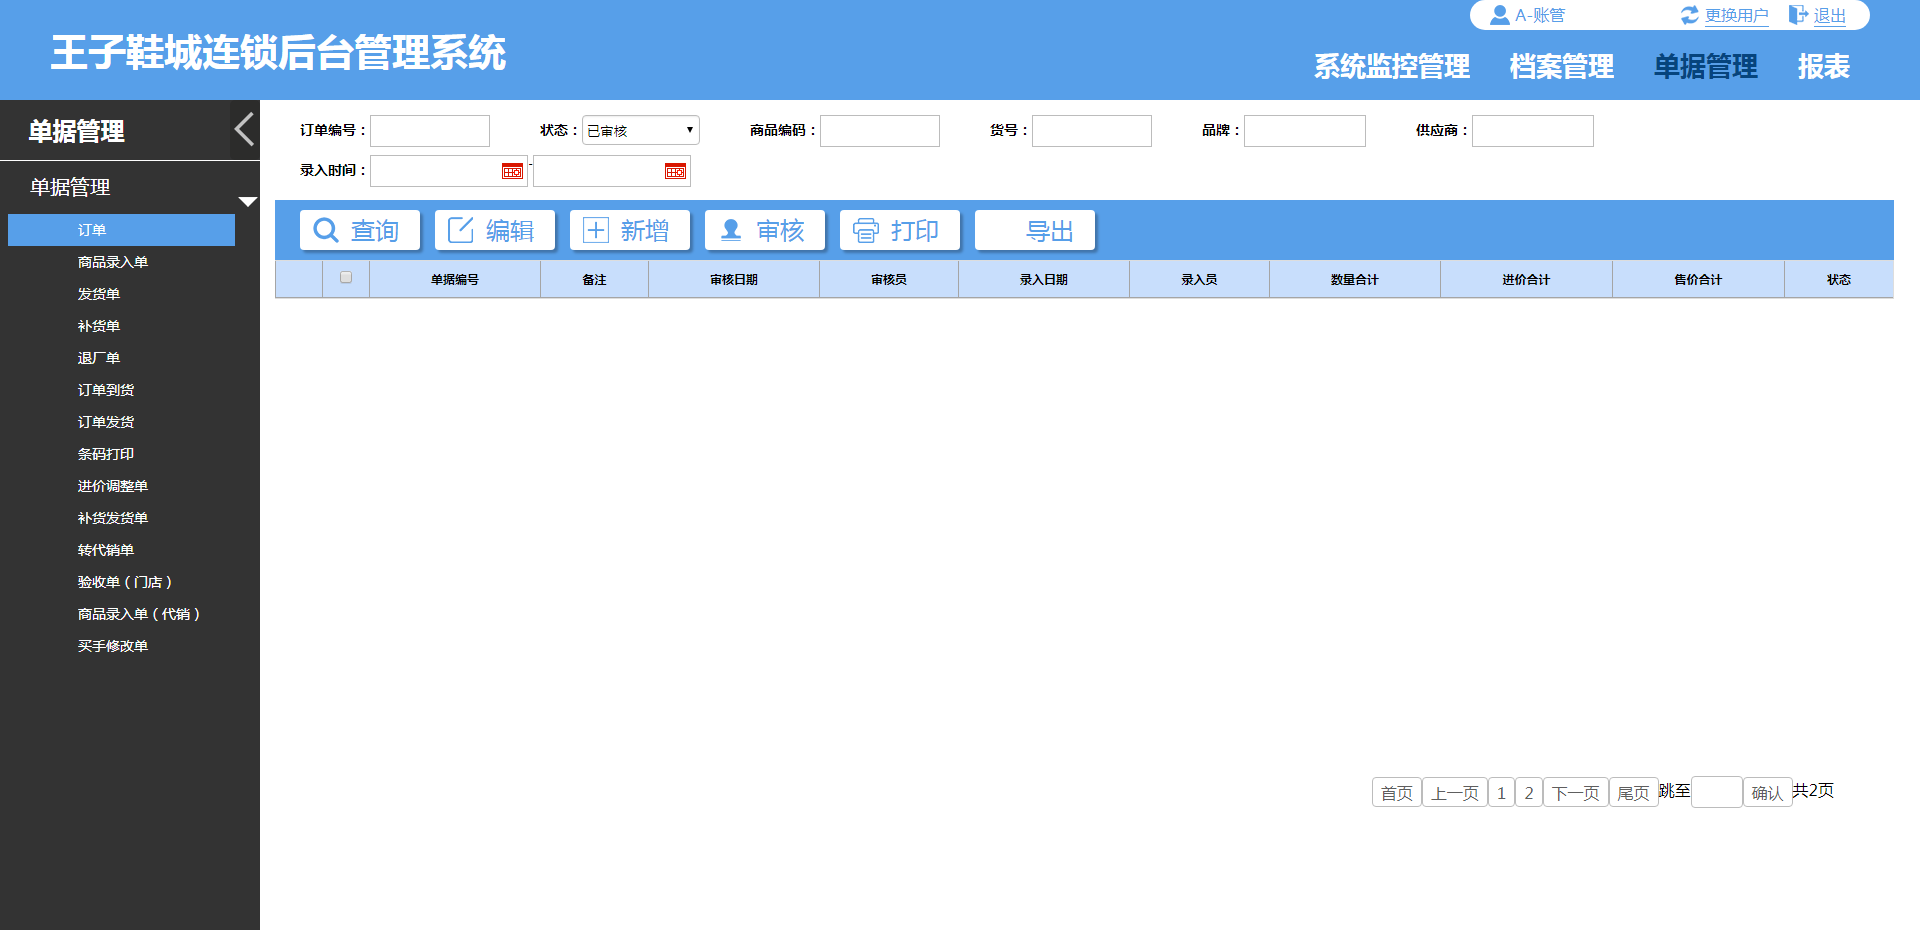 A-账管 更换用户 退出
王子鞋城连锁后台管理系统
系统监控管理 档案管理 单据管理 报表
单据管理
单据管理
订单
商品录入单
发货单
补货单
退厂单
订单到货
订单发货
条码打印
进价调整单
补货发货单
转代销单
验收单（门店）
商品录入单（代销）
买手修改单
订单编号： 状态： 已审核 商品编码： 货号： 品牌： 供应商：
录入时间： -
查询 编辑 新增 审核 打印 导出
单据编号 备注 审核日期 审核员 录入日期 录入员 数量合计 进价合计 售价合计 状态
首页 上一页 1 2 下一页 尾页 跳至 确认 共2页